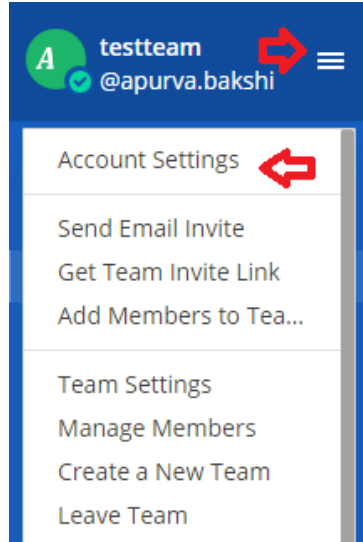 A
testteam
@apurva.bakshi
Account Settings
Send Email Invite
Get Team Invite Link
Add Members to Tea...
Team Settings
Manage Members
Create a New Team
Leave Team